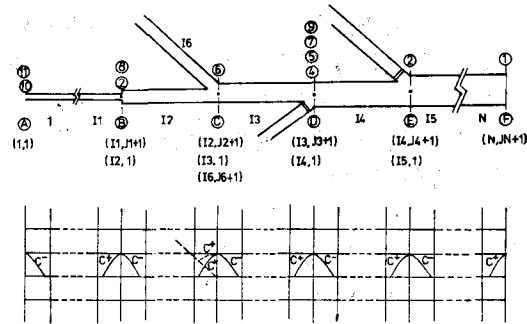 I6
⑨
⑦
⑪ ⑧ ⑥ ⑤ ② ①
⑩ ② ④
Ⓐ 1 I1 Ⓑ I2 Ⓒ I3 Ⓓ I4 Ⓔ I5 N Ⓕ
(1,1) (I1, J1+1) (I2, J2+1) (I3, J3+1) (I4, J4+1) (N, JN+1)
(I2, 1) (I3, 1) (I4, 1) (I5, 1)
(I6, J6+1)
C⁺
C⁻ C⁺ C⁻ C⁺ C⁻ C⁺ C⁻ C⁺ C⁻ C⁺